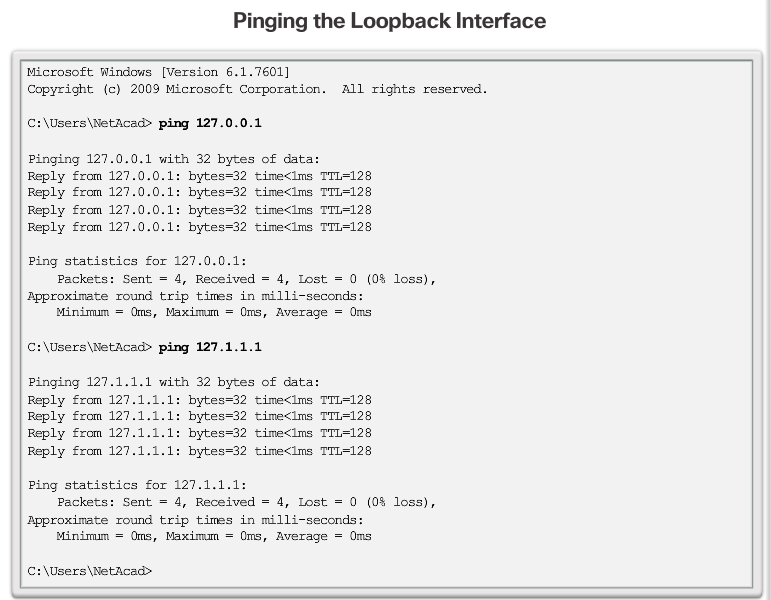 Pinging the Loopback Interface
Microsoft Windows [Version 6.1.7601]
Copyright (c) 2009 Microsoft Corporation.  All rights reserved.
C:\Users\NetAcad> ping 127.0.0.1
Pinging 127.0.0.1 with 32 bytes of data:
Reply from 127.0.0.1: bytes=32 time<1ms TTL=128
Reply from 127.0.0.1: bytes=32 time<1ms TTL=128
Reply from 127.0.0.1: bytes=32 time<1ms TTL=128
Reply from 127.0.0.1: bytes=32 time<1ms TTL=128
Ping statistics for 127.0.0.1:
    Packets: Sent = 4, Received = 4, Lost = 0 (0% loss),
Approximate round trip times in milli-seconds:
    Minimum = 0ms, Maximum = 0ms, Average = 0ms
C:\Users\NetAcad> ping 127.1.1.1
Pinging 127.1.1.1 with 32 bytes of data:
Reply from 127.1.1.1: bytes=32 time<1ms TTL=128
Reply from 127.1.1.1: bytes=32 time<1ms TTL=128
Reply from 127.1.1.1: bytes=32 time<1ms TTL=128
Reply from 127.1.1.1: bytes=32 time<1ms TTL=128
Ping statistics for 127.1.1.1:
    Packets: Sent = 4, Received = 4, Lost = 0 (0% loss),
Approximate round trip times in milli-seconds:
    Minimum = 0ms, Maximum = 0ms, Average = 0ms
C:\Users\NetAcad>